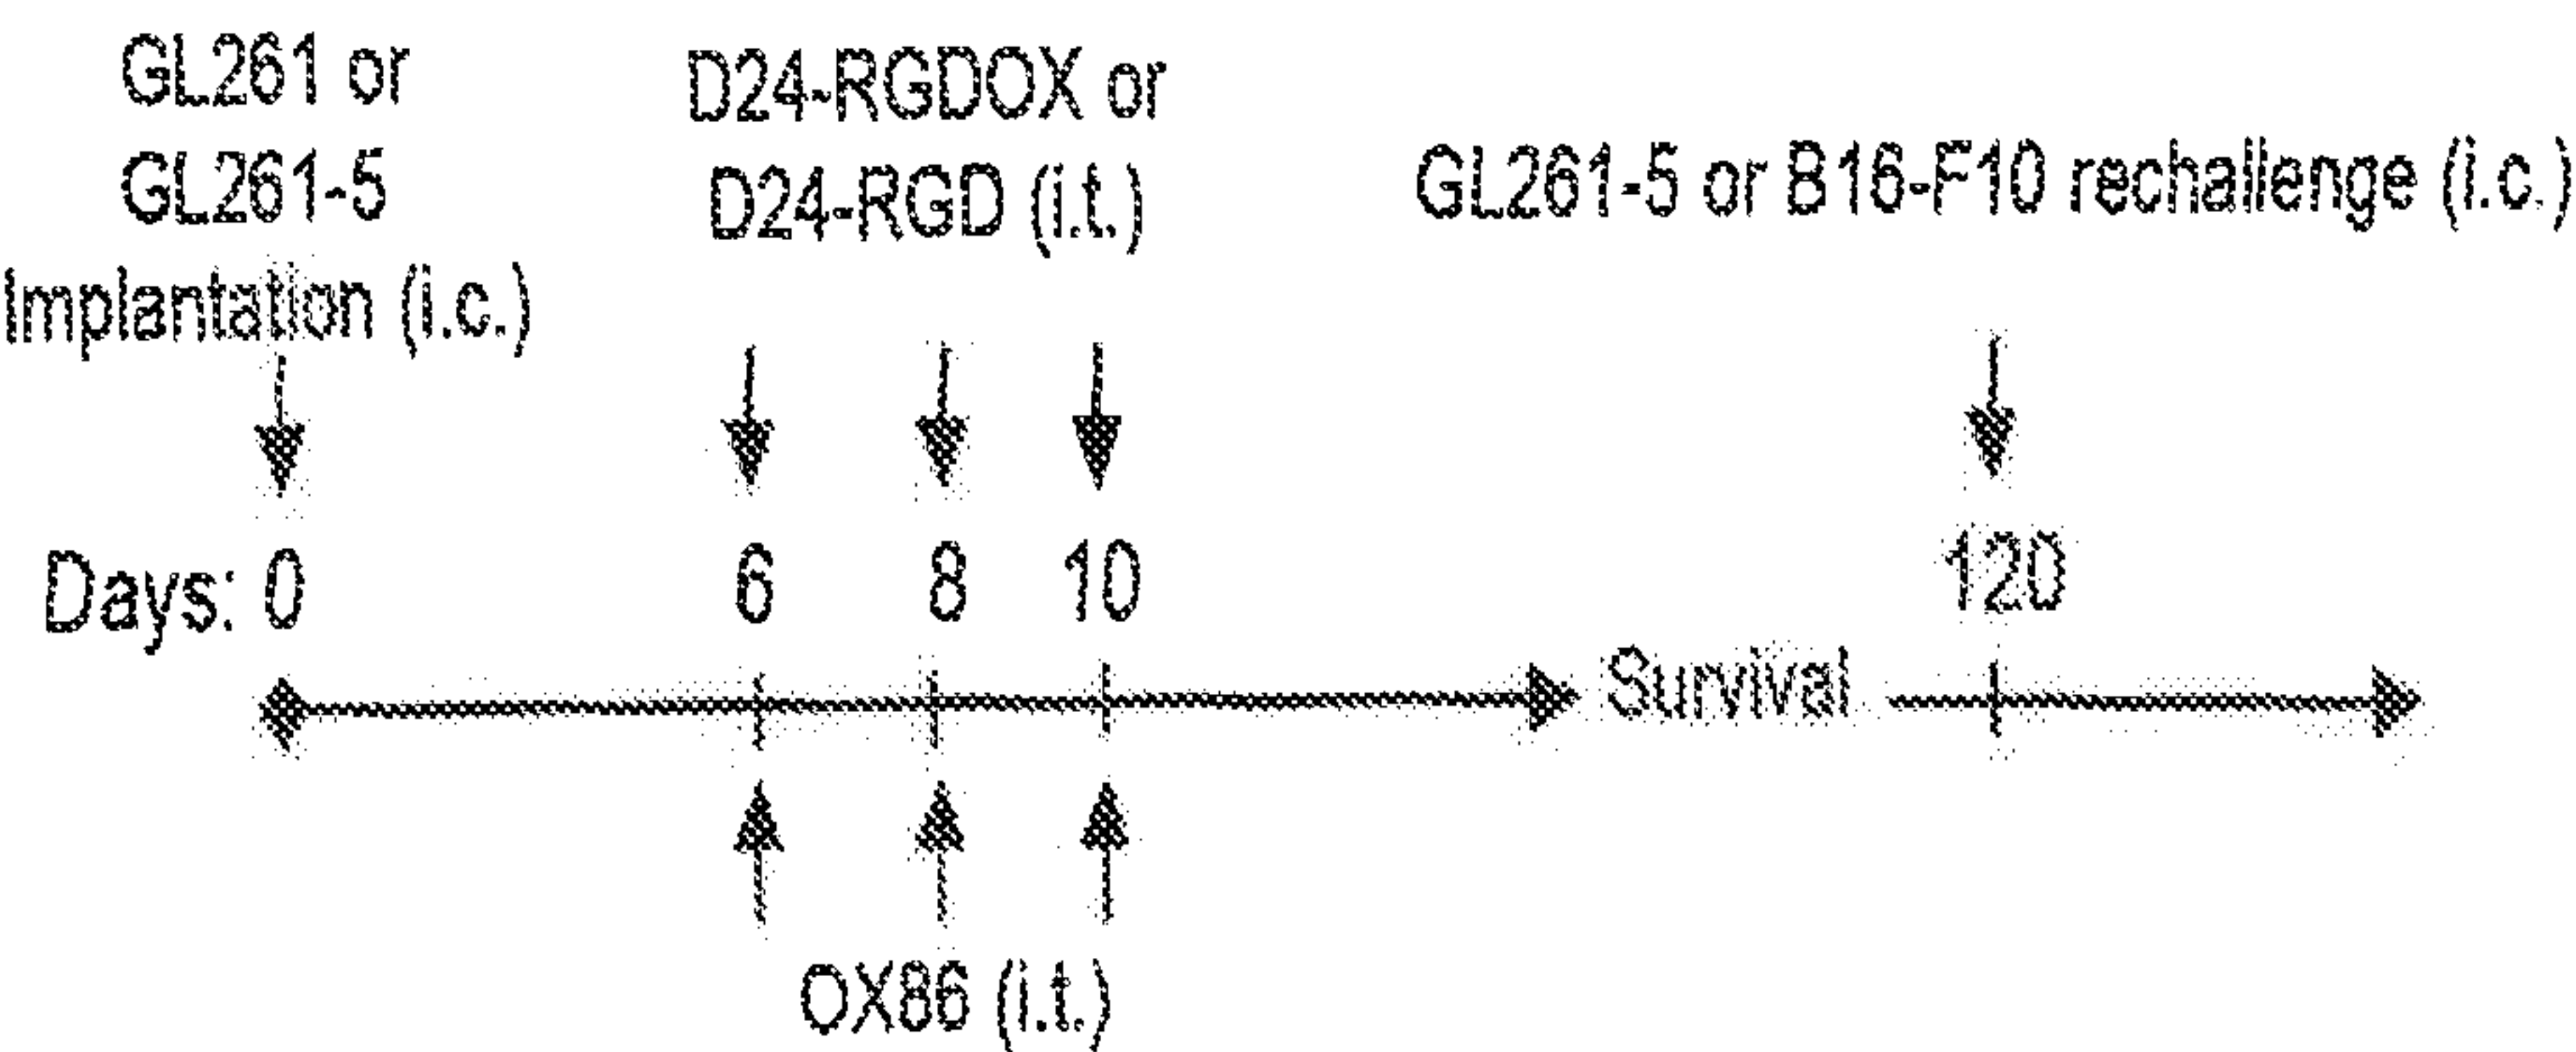 GL261 or
GL261-5
Implantation (i.c.)
D24-RGDOX or
D24-RGD (i.t.)
GL261-5 or B16-F10 rechallenge (i.c.)
Days: 0 6 8 10 120
Survival
OX86 (i.t.)